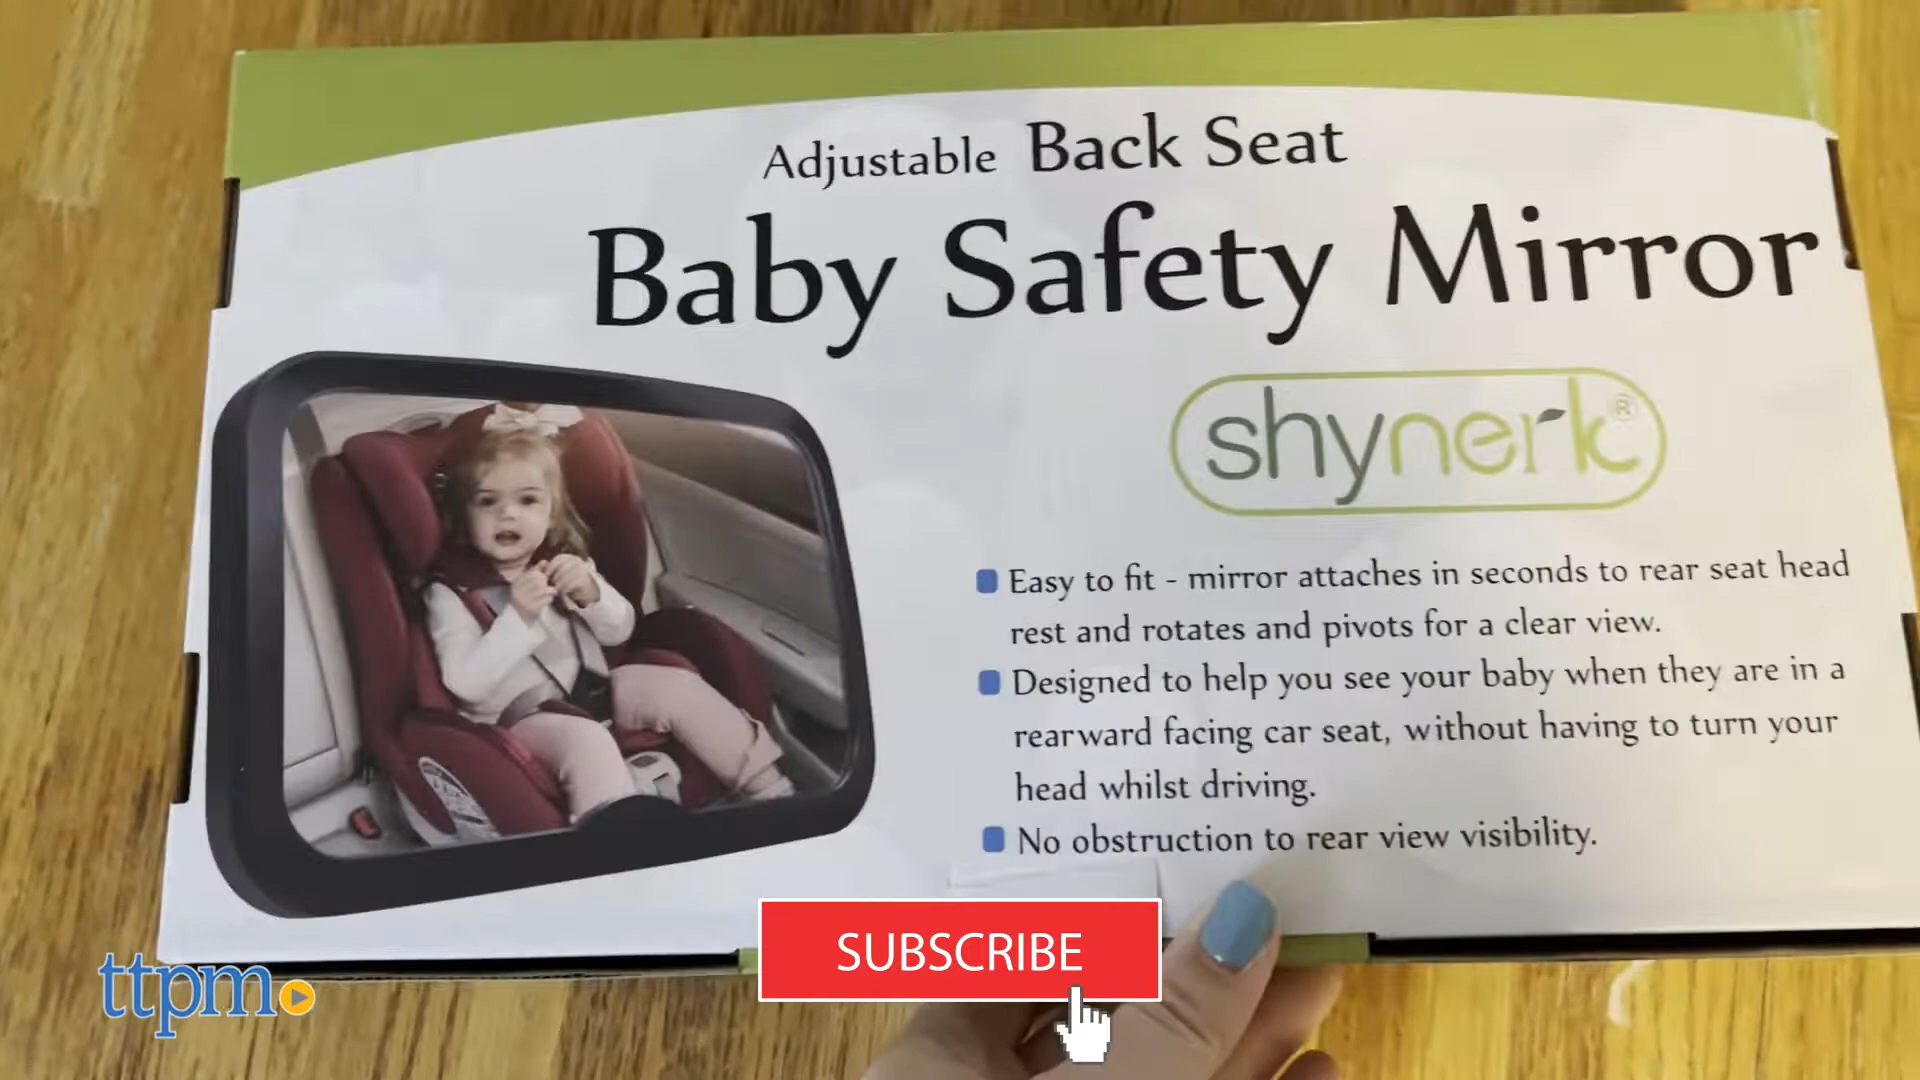 Adjustable Back Seat
Baby Safety Mirror
shynerk®
Easy to fit - mirror attaches in seconds to rear seat head
rest and rotates and pivots for a clear view.
Designed to help you see your baby when they are in a
rearward facing car seat, without having to turn your
head whilst driving.
No obstruction to rear view visibility.
SUBSCRIBE
ttpm